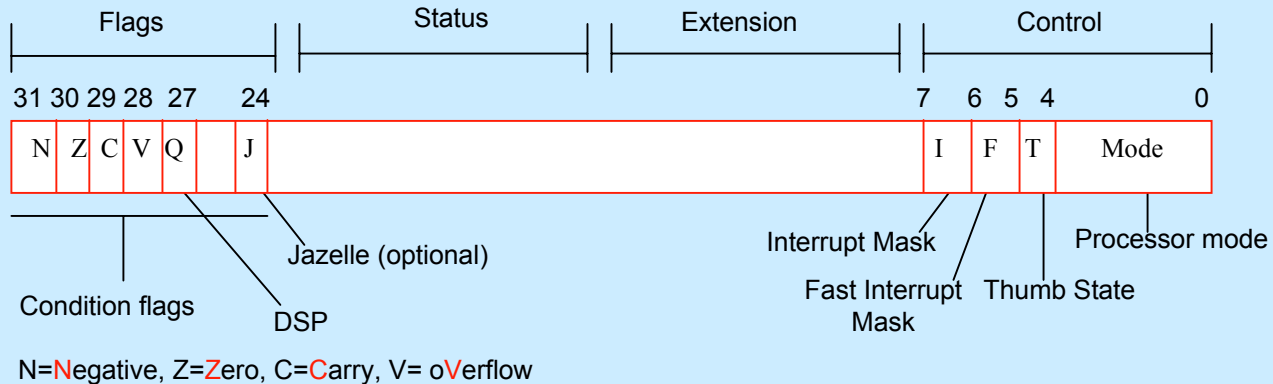 Flags Status Extension Control
31 30 29 28 27 24 7 6 5 4 0
N Z C V Q J I F T Mode
Interrupt Mask Processor mode
Jazelle (optional)
Fast Interrupt Mask Thumb State
Condition flags
DSP
N=Negative, Z=Zero, C=Carry, V= oVerflow